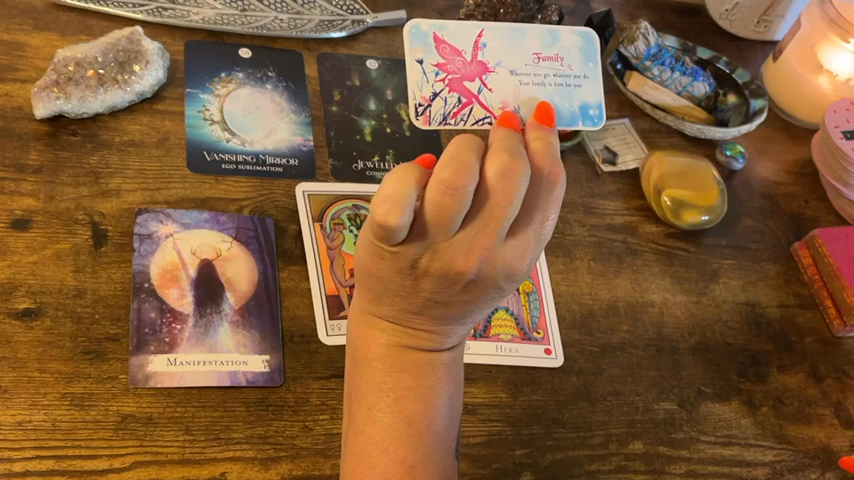 Family
Wherever you go, whatever you do
Your family is here for you
VANISHING MIRROR
EGO SUBLIMATION
JEWELED
MANIFESTATION
HERA